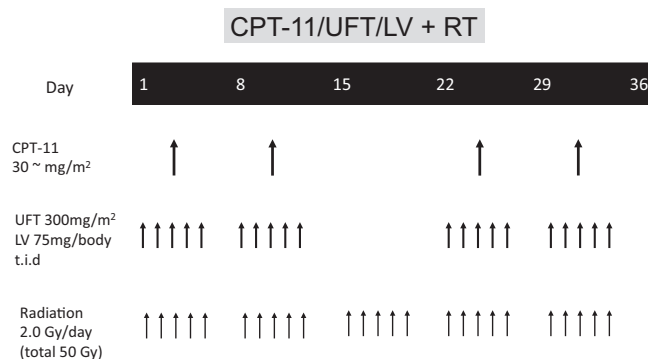 CPT-11/UFT/LV + RT
Day 1 8 15 22 29 36
CPT-11
30 ~ mg/m²
UFT 300mg/m²
LV 75mg/body
t.i.d
Radiation
2.0 Gy/day
(total 50 Gy)